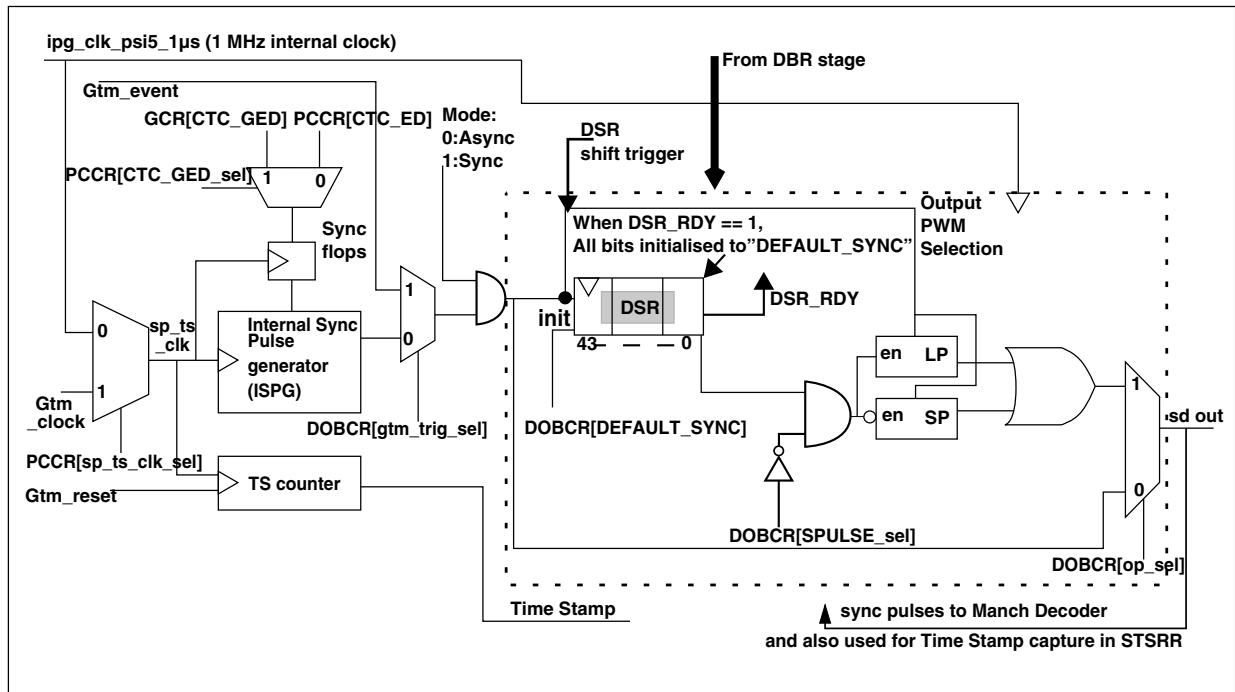 ipg_clk_psi5_1µs (1 MHz internal clock)
From DBR stage
Gtm_event
GCR[CTC_GED] PCCR[CTC_ED]
Mode:
0:Async
1:Sync
DSR
shift trigger
PCCR[CTC_GED_sel]
1
0
Output
PWM
Selection
When DSR_RDY == 1,
All bits initialised to”DEFAULT_SYNC”
Sync
flops
1
0
DSR
DSR_RDY
init
43
0
sp_ts
_clk
0
1
Internal Sync
Pulse
generator
(ISPG)
en LP
en SP
1
0
sd out
Gtm
_clock
DOBCR[gtm_trig_sel]
DOBCR[DEFAULT_SYNC]
PCCR[sp_ts_clk_sel]
TS counter
Gtm_reset
DOBCR[SPULSE_sel]
DOBCR[op_sel]
Time Stamp
sync pulses to Manch Decoder
and also used for Time Stamp capture in STSRR